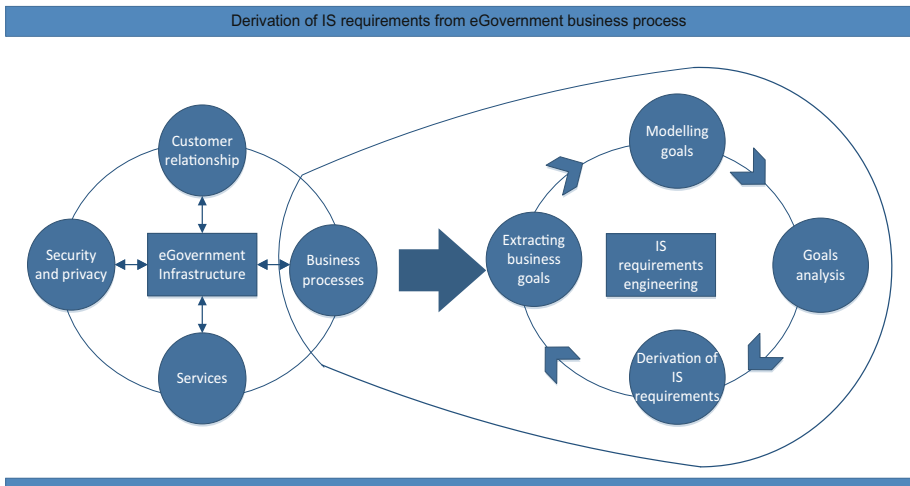 Derivation of IS requirements from eGovernment business process
Customer
relationship
Security
and privacy
eGovernment
Infrastructure
Business
processes
Services
Modelling
goals
Extracting
business
goals
IS
requirements
engineering
Goals
analysis
Derivation of
IS
requirements